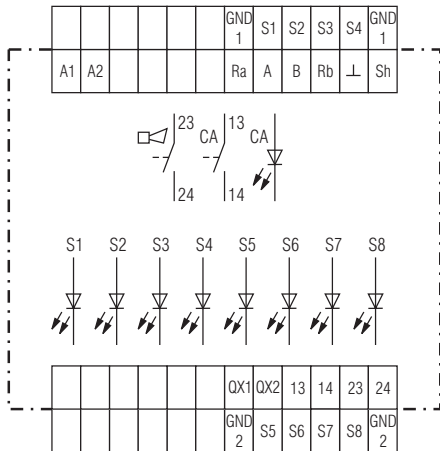 GND 1 S1 S2 S3 S4 GND 1
A1 A2 Ra A B Rb ⊥ Sh
23 13
CA CA
24 14
S1 S2 S3 S4 S5 S6 S7 S8
QX1 QX2 13 14 23 24
GND 2 S5 S6 S7 S8 GND 2